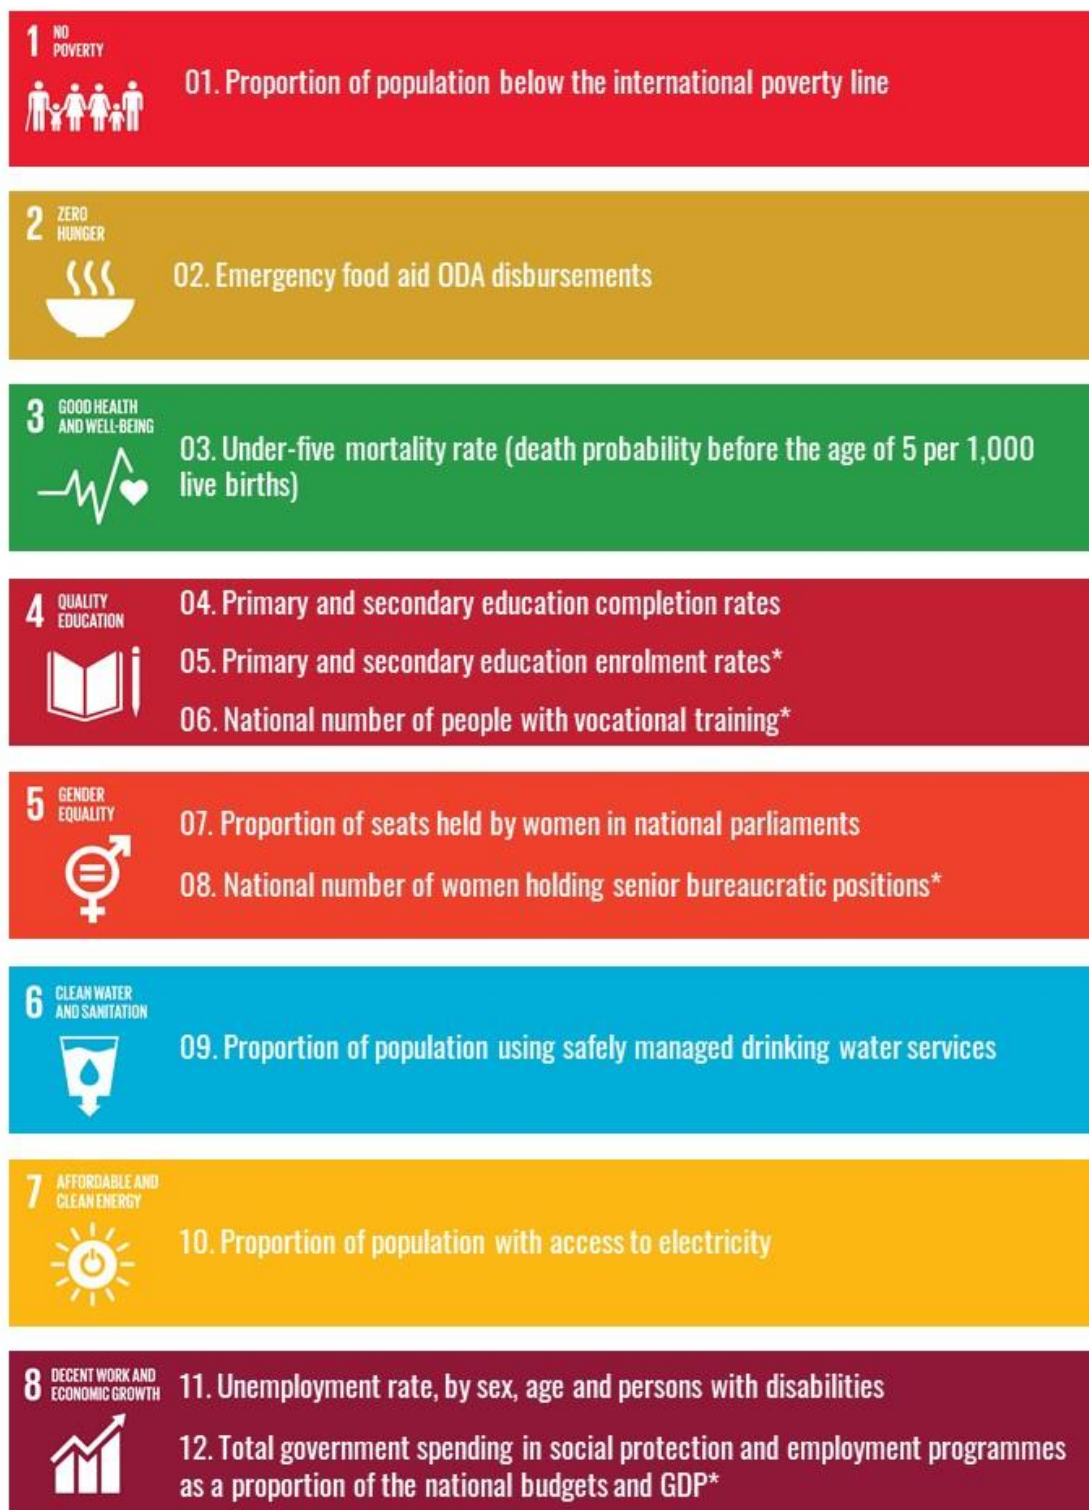 1 NO
POVERTY
01. Proportion of population below the international poverty line
2 ZERO
HUNGER
02. Emergency food aid ODA disbursements
3 GOOD HEALTH
AND WELL-BEING
03. Under-five mortality rate (death probability before the age of 5 per 1,000
live births)
4 QUALITY
EDUCATION
04. Primary and secondary education completion rates
05. Primary and secondary education enrolment rates*
06. National number of people with vocational training*
5 GENDER
EQUALITY
07. Proportion of seats held by women in national parliaments
08. National number of women holding senior bureaucratic positions*
6 CLEAN WATER
AND SANITATION
09. Proportion of population using safely managed drinking water services
7 AFFORDABLE AND
CLEAN ENERGY
10. Proportion of population with access to electricity
8 DECENT WORK AND
ECONOMIC GROWTH
11. Unemployment rate, by sex, age and persons with disabilities
12. Total government spending in social protection and employment programmes
as a proportion of the national budgets and GDP*